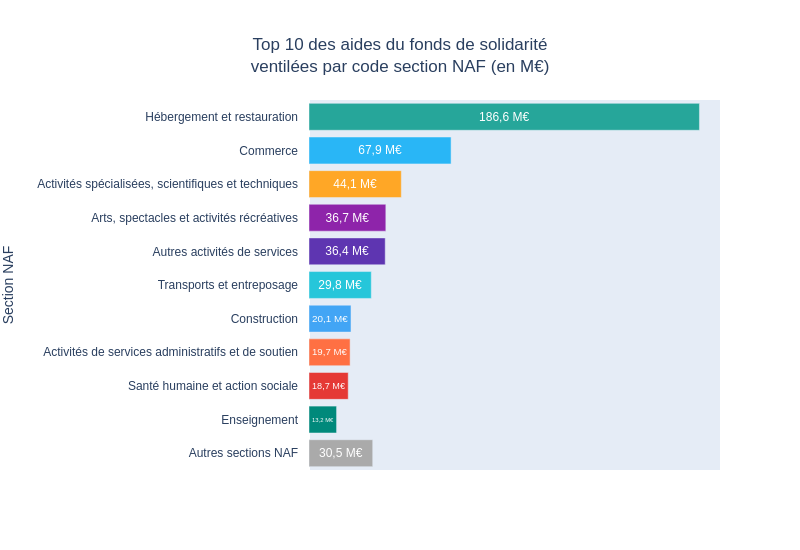 Top 10 des aides du fonds de solidarité
ventilées par code section NAF (en M€)
Section NAF
Hébergement et restauration 186,6 M€
Commerce 67,9 M€
Activités spécialisées, scientifiques et techniques 44,1 M€
Arts, spectacles et activités récréatives 36,7 M€
Autres activités de services 36,4 M€
Transports et entreposage 29,8 M€
Construction 20,1 M€
Activités de services administratifs et de soutien 19,7 M€
Santé humaine et action sociale 18,7 M€
Enseignement 13,2 M€
Autres sections NAF 30,5 M€